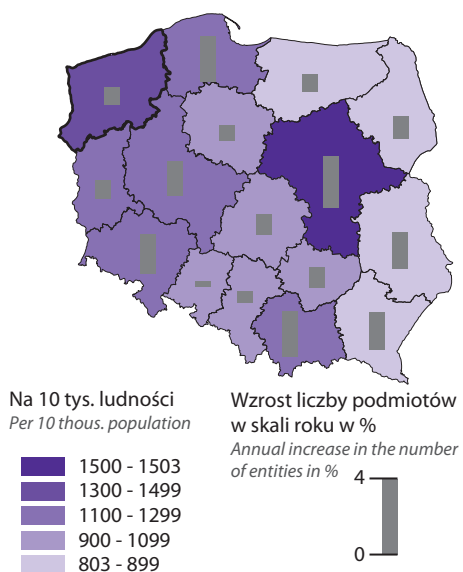 Na 10 tys. ludności
Per 10 thous. population
1500 - 1503
1300 - 1499
1100 - 1299
900 - 1099
803 - 899
Wzrost liczby podmiotów
w skali roku w %
Annual increase in the number
of entities in %
4
0